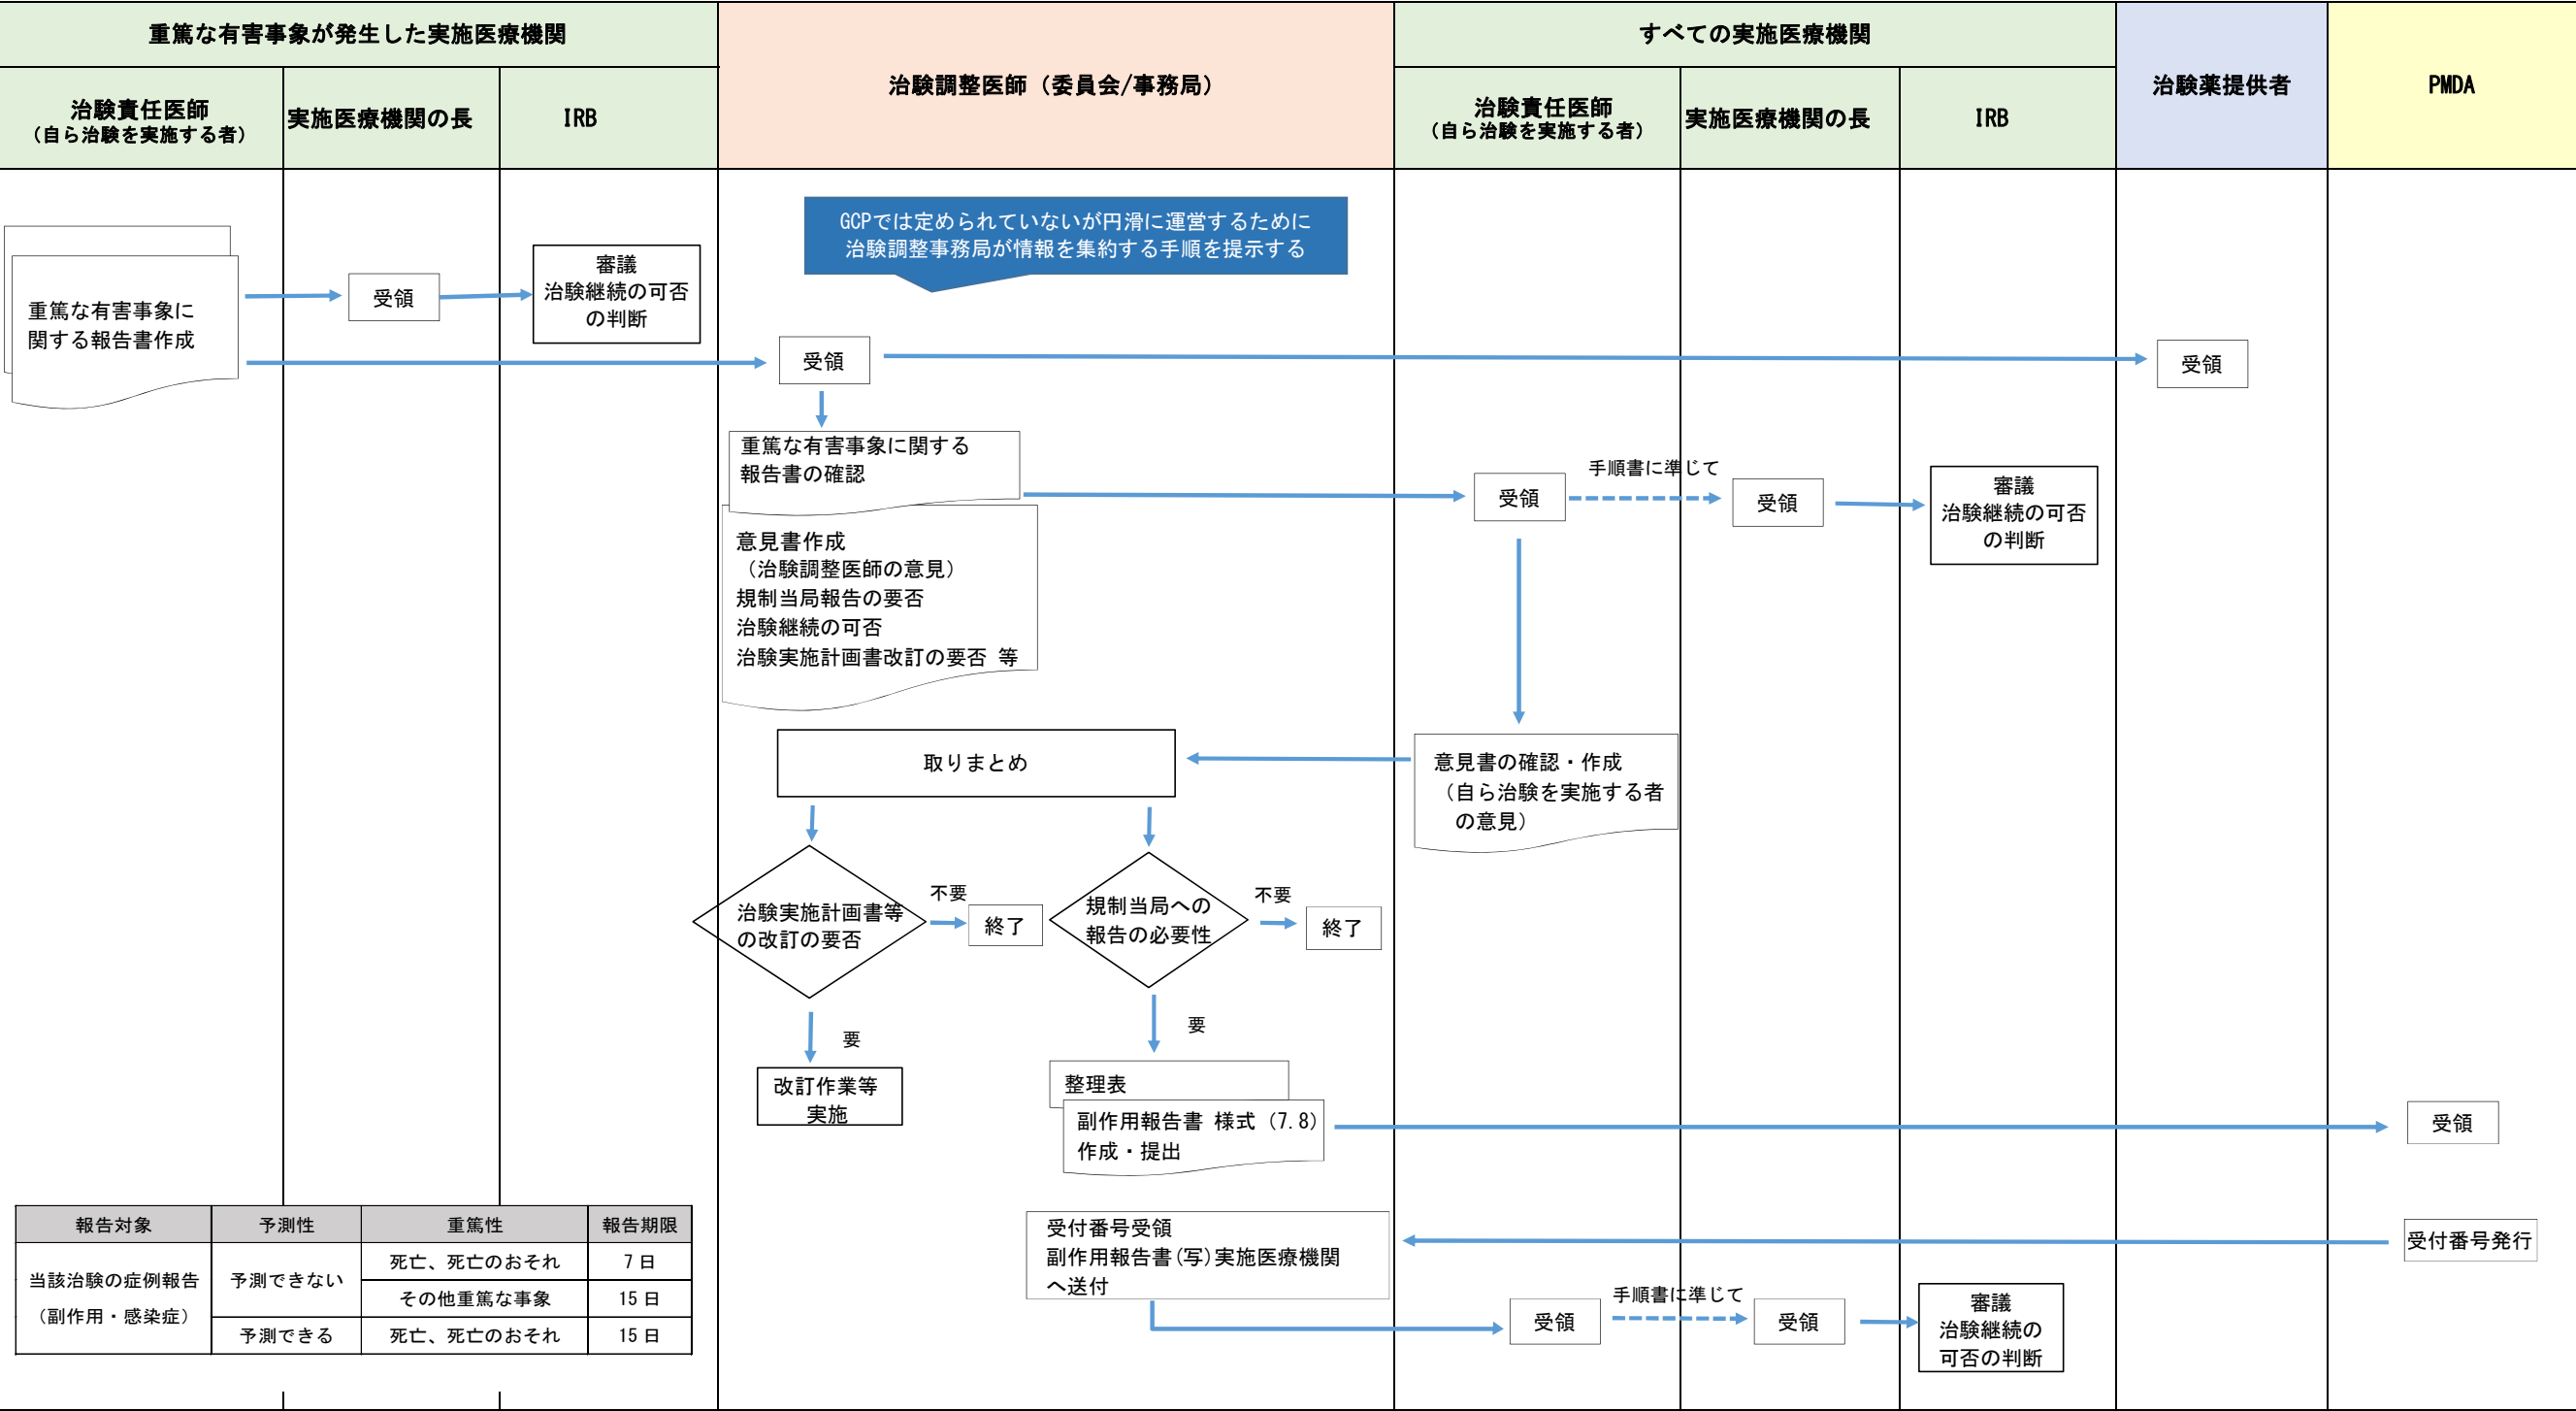 重篤な有害事象が発生した実施医療機関
治験調整医師（委員会/事務局）
すべての実施医療機関
治験薬提供者
PMDA
治験責任医師
（自ら治験を実施する者）
実施医療機関の長
IRB
治験責任医師
（自ら治験を実施する者）
実施医療機関の長
IRB
GCPでは定められていないが円滑に運営するために
治験調整事務局が情報を集約する手順を提示する
重篤な有害事象に
関する報告書作成
受領
審議
治験継続の可否
の判断
受領
受領
重篤な有害事象に関する
報告書の確認
受領
手順書に準じて
受領
審議
治験継続の可否
の判断
意見書作成
（治験調整医師の意見）
規制当局報告の要否
治験継続の可否
治験実施計画書改訂の要否 等
取りまとめ
意見書の確認・作成
（自ら治験を実施する者
の意見）
治験実施計画書等
の改訂の要否
不要
終了
規制当局への
報告の必要性
不要
終了
要
要
改訂作業等
実施
整理表
副作用報告書 様式（7.8）
作成・提出
受領
受付番号受領
副作用報告書(写)実施医療機関
へ送付
受付番号発行
受領
手順書に準じて
受領
審議
治験継続の
可否の判断
報告対象 予測性 重篤性 報告期限
当該治験の症例報告
（副作用・感染症）
予測できない
死亡、死亡のおそれ 7 日
その他重篤な事象 15 日
予測できる 死亡、死亡のおそれ 15 日